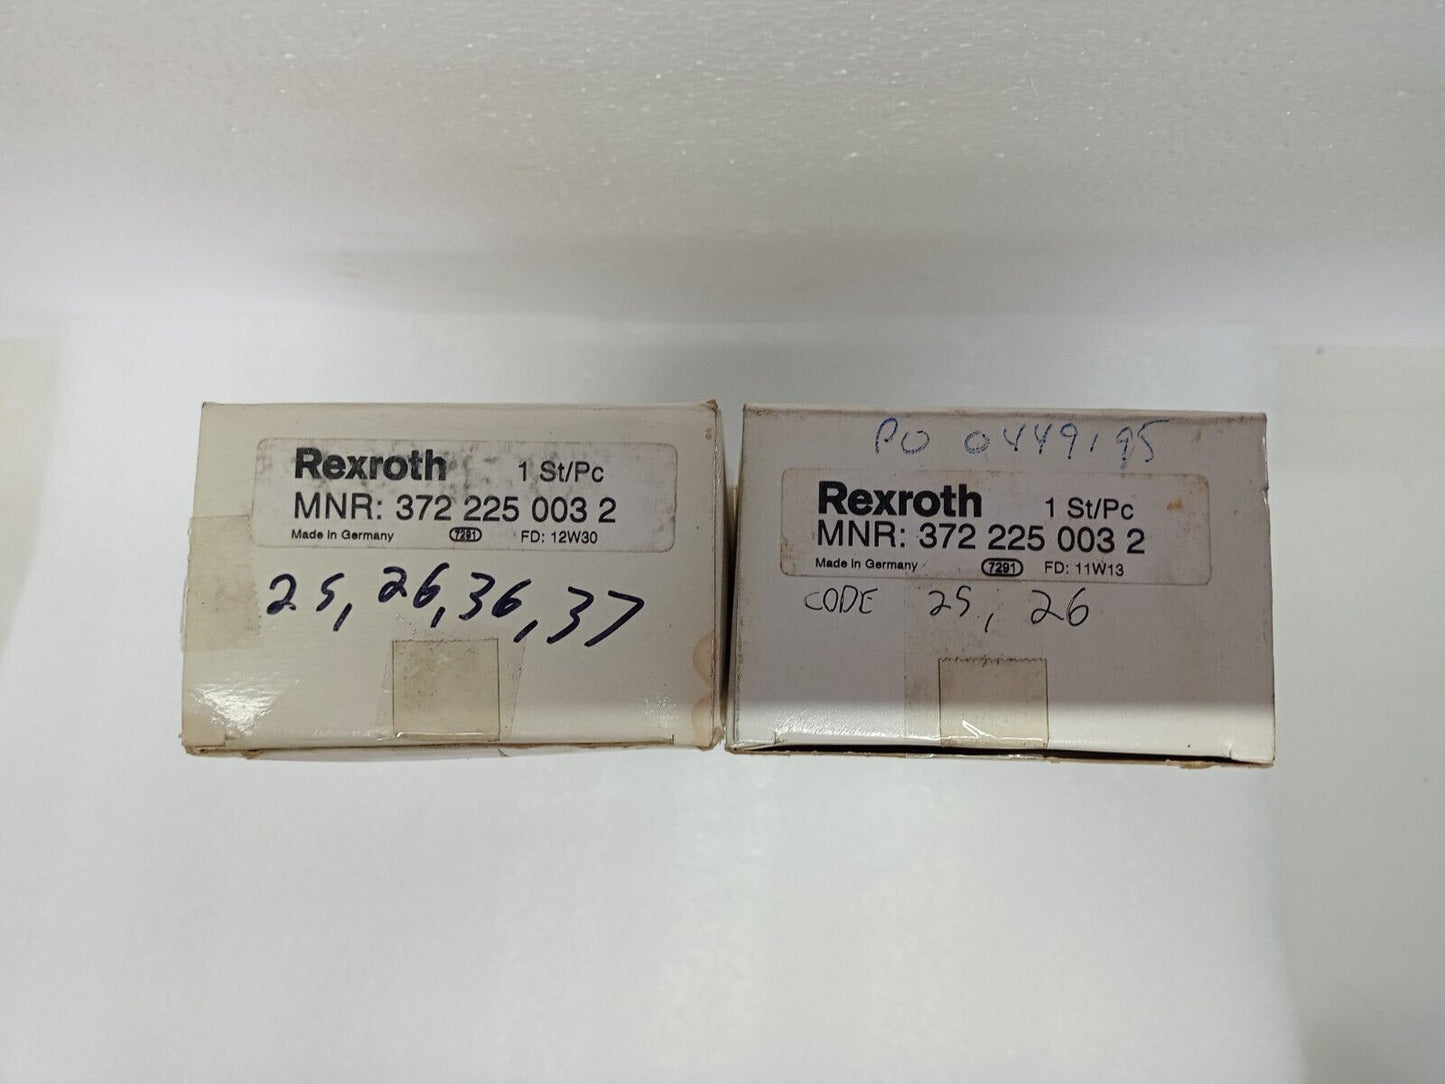 Rexroth 1 St/Pc
MNR: 372 225 003 2
Made in Germany 7291 FD: 12W30
25, 26, 36, 37
PO 0449195
Rexroth 1 St/Pc
MNR: 372 225 003 2
Made in Germany 7291 FD: 11W13
CODE 25, 26